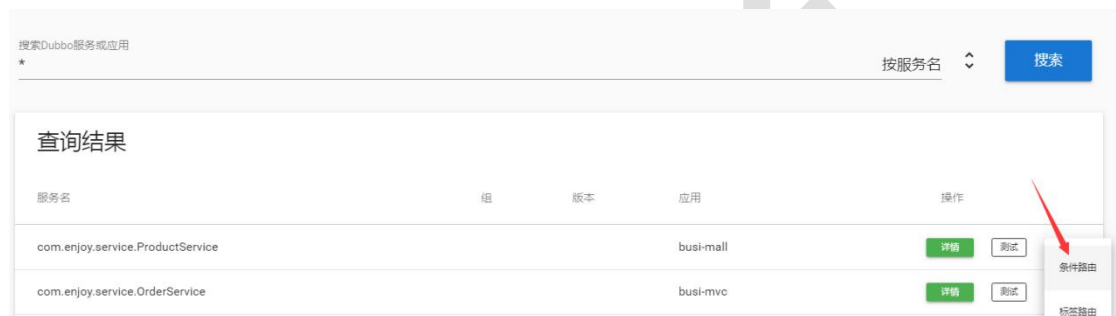 搜索Dubbo服务或应用
* 按服务名 搜索
查询结果
服务名 组 版本 应用 操作
com.enjoy.service.ProductService busi-mall 详情 测试
条件路由
com.enjoy.service.OrderService busi-mvc 详情 测试
标签路由